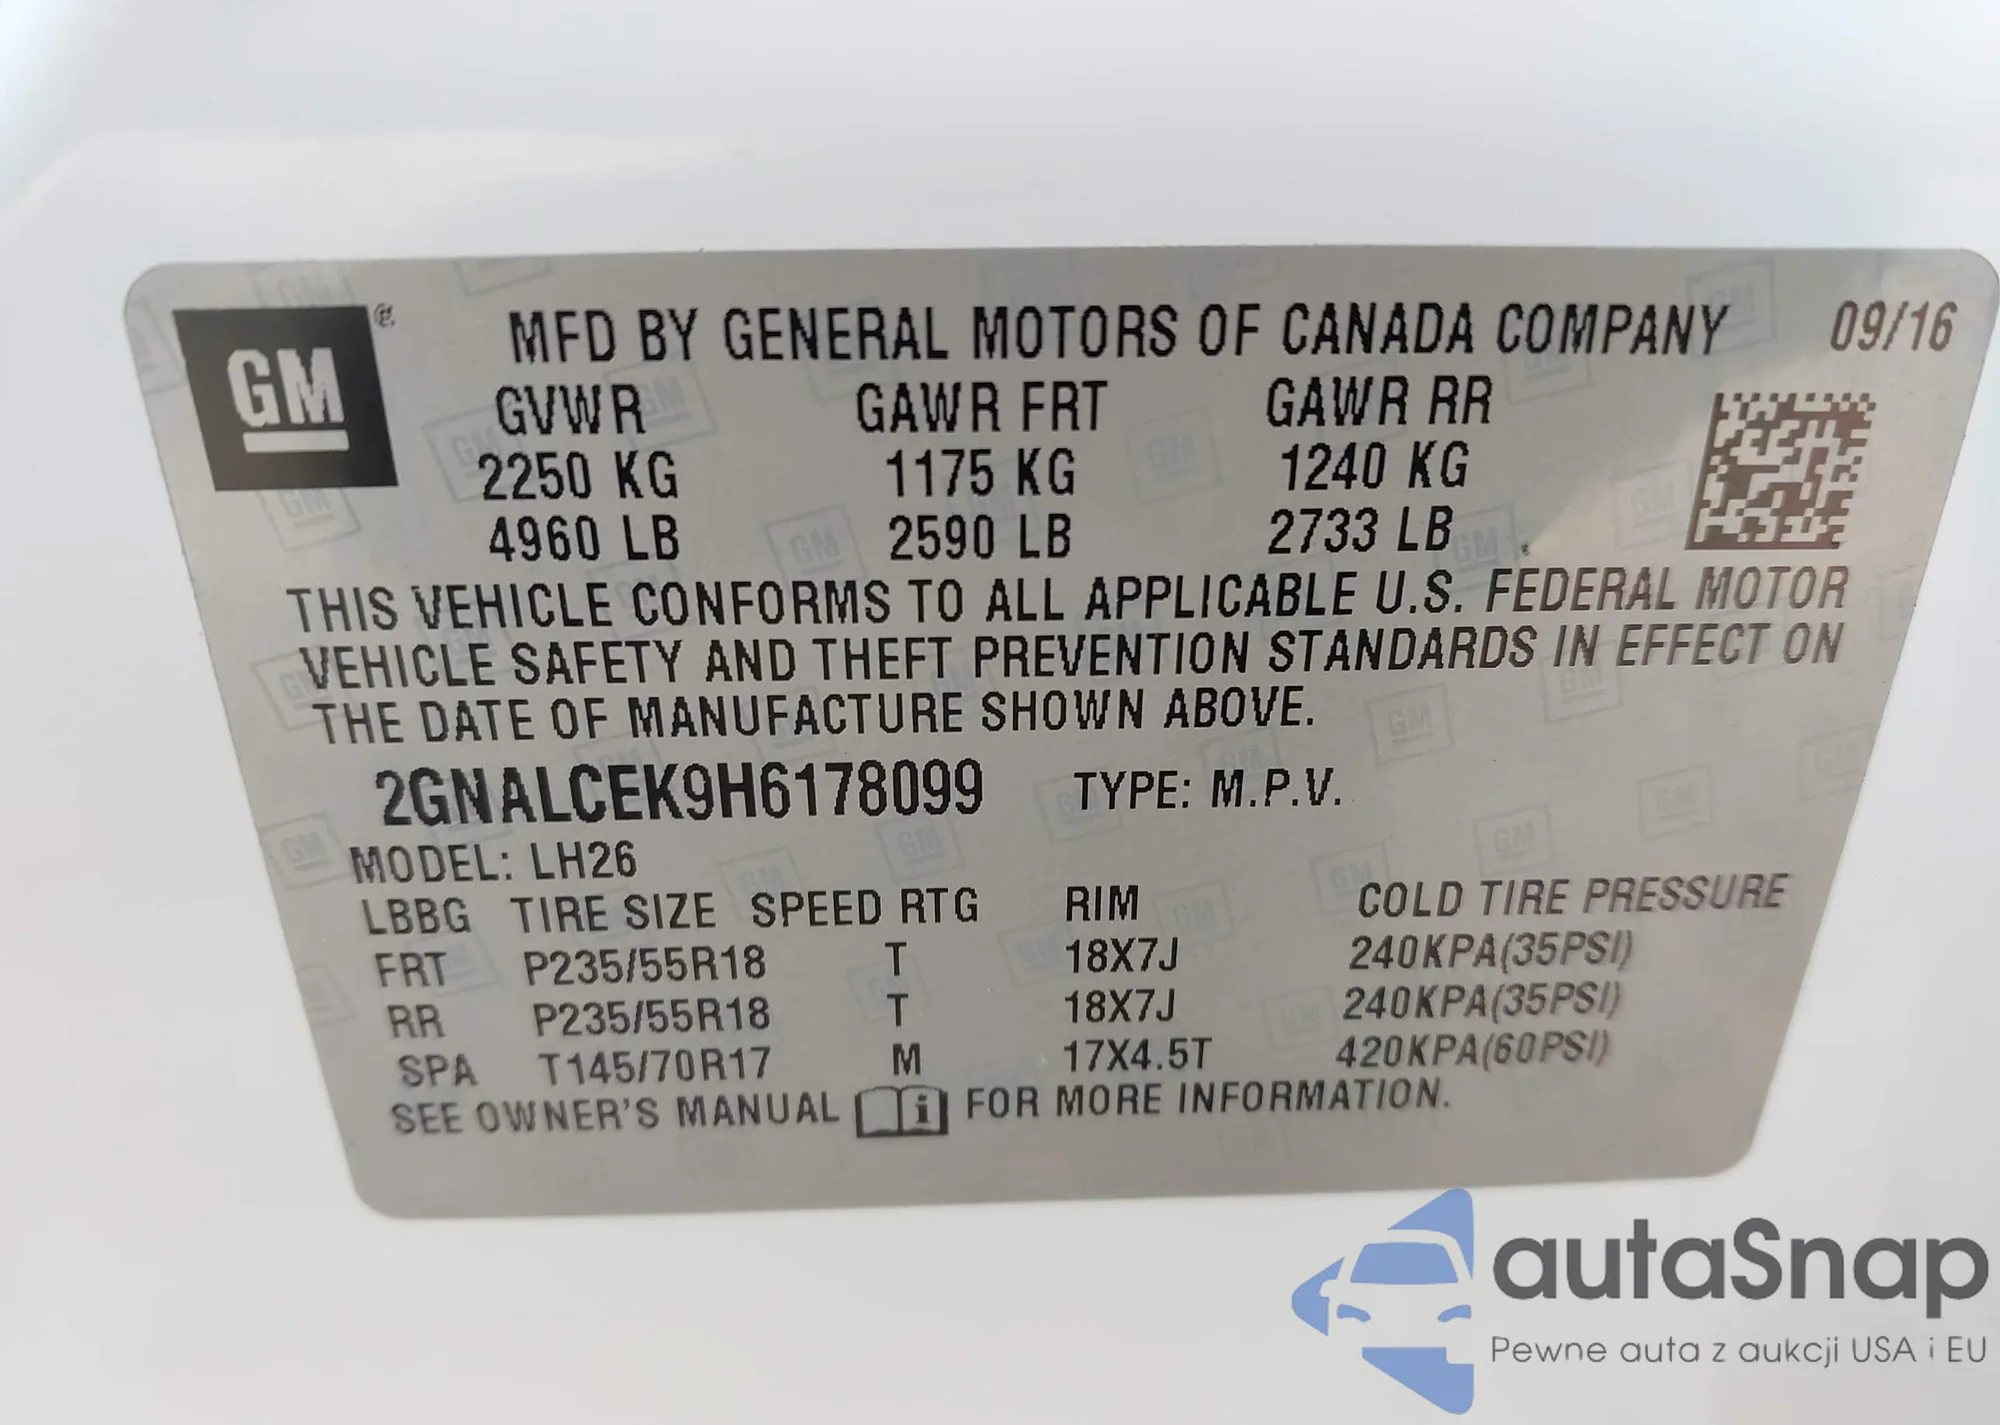 GM
MFD BY GENERAL MOTORS OF CANADA COMPANY 09/16
GVWR GAWR FRT GAWR RR
2250 KG 1175 KG 1240 KG
4960 LB 2590 LB 2733 LB
THIS VEHICLE CONFORMS TO ALL APPLICABLE U.S. FEDERAL MOTOR
VEHICLE SAFETY AND THEFT PREVENTION STANDARDS IN EFFECT ON
THE DATE OF MANUFACTURE SHOWN ABOVE.
2GNALCEK9H6178099 TYPE: M.P.V.
MODEL: LH26
LBBG TIRE SIZE SPEED RTG RIM COLD TIRE PRESSURE
FRT P235/55R18 T 18X7J 240KPA(35PSI)
RR P235/55R18 T 18X7J 240KPA(35PSI)
SPA T145/70R17 M 17X4.5T 420KPA(60PSI)
SEE OWNER'S MANUAL i FOR MORE INFORMATION.
autaSnap
Pewne auta z aukcji USA i EU